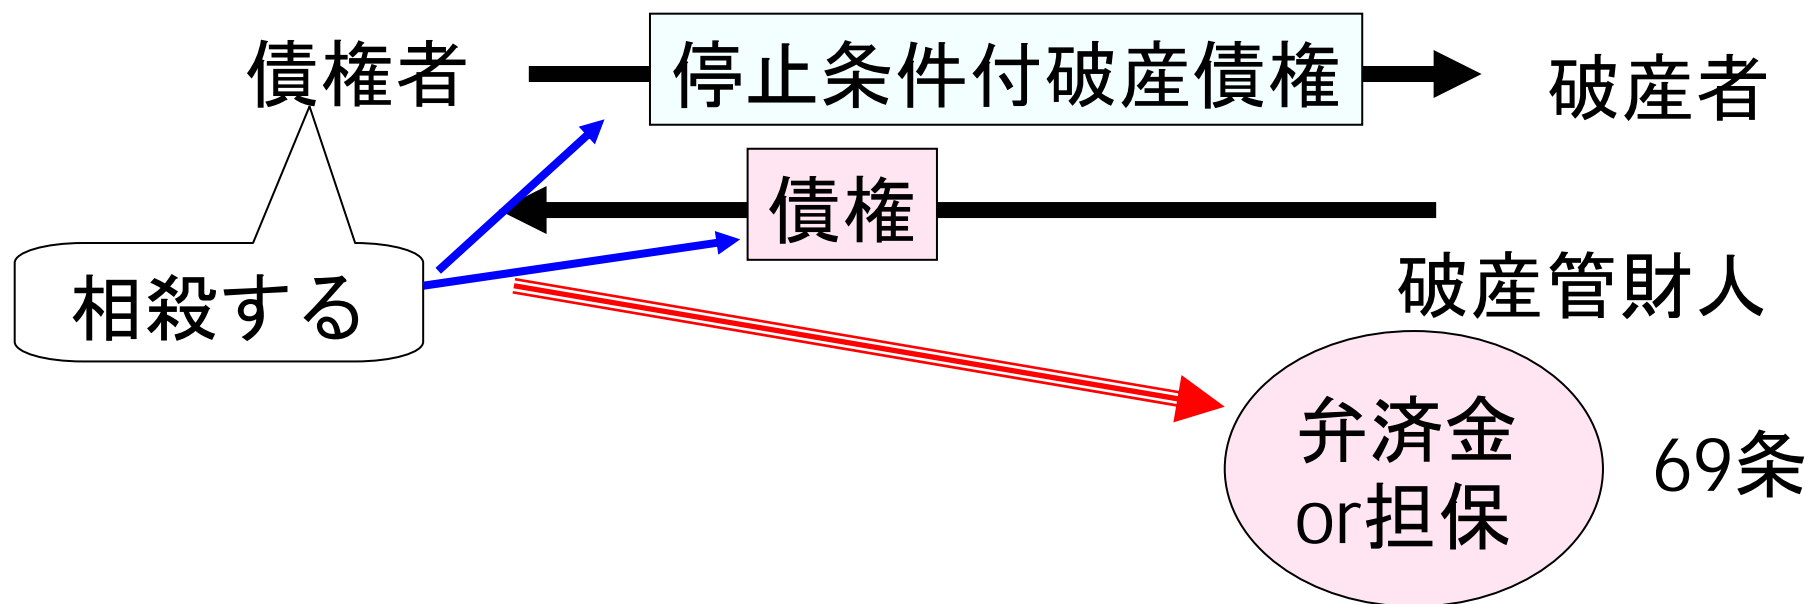 債権者
停止条件付破産債権
破産者
債権
相殺する
破産管財人
弁済金
or担保
69条